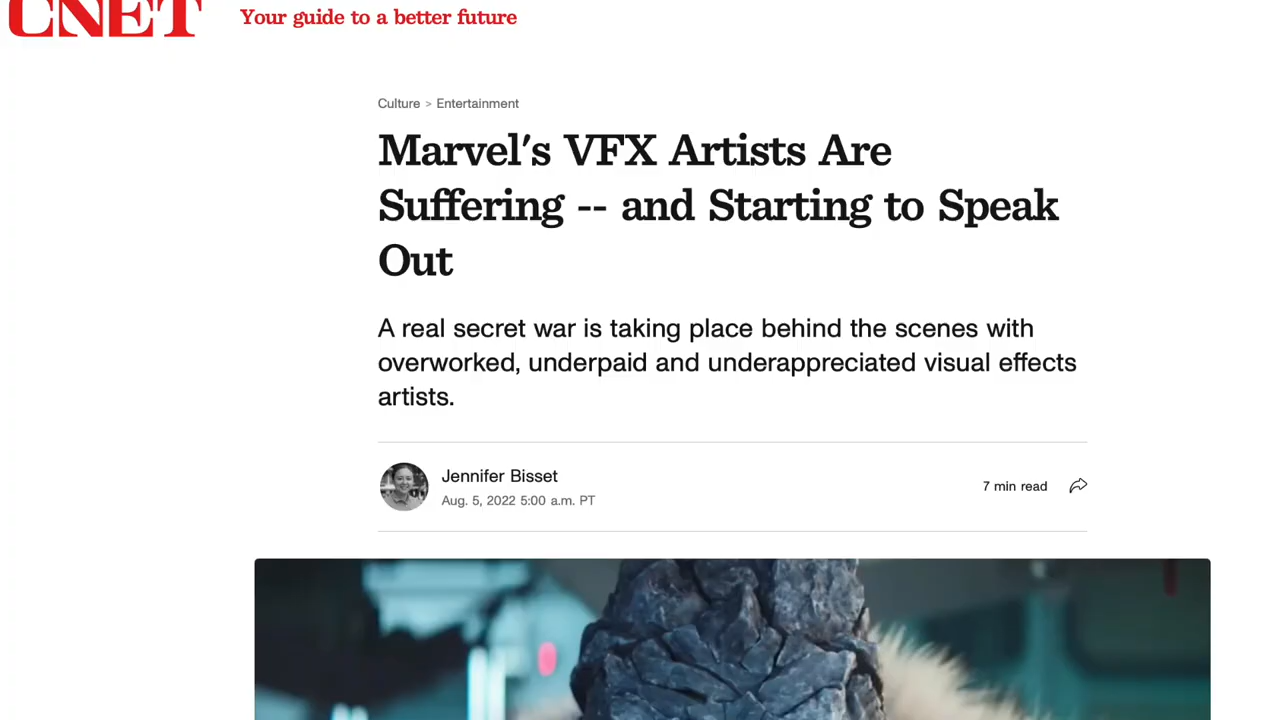 CNET
Your guide to a better future
Culture > Entertainment
Marvel's VFX Artists Are
Suffering -- and Starting to Speak
Out
A real secret war is taking place behind the scenes with
overworked, underpaid and underappreciated visual effects
artists.
Jennifer Bisset
Aug. 5, 2022 5:00 a.m. PT
7 min read